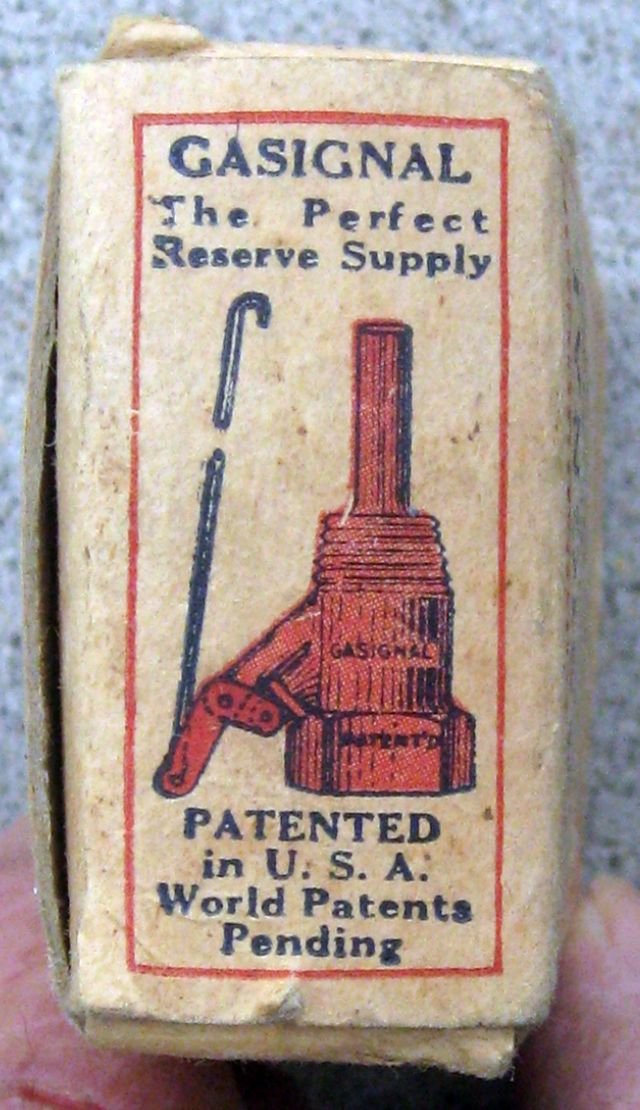 GASIGNAL
The Perfect
Reserve Supply
GASIGNAL
PATENT'D
PATENTED
in U. S. A.
World Patents
Pending